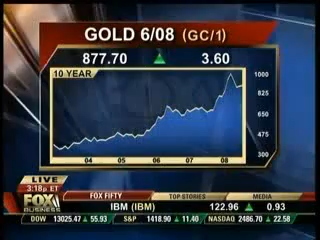 GOLD 6/08 (GC/1)
877.70 3.60
10 YEAR
1000
825
650
475
300
04 05 06 07 08
LIVE
3:18p ET
FOX
BUSINESS
FOX FIFTY TOP STORIES MEDIA
IBM (IBM) 122.96 0.93
DOW 13025.47 55.93 S&P 1418.90 11.40 NASDAQ 2486.70 22.58